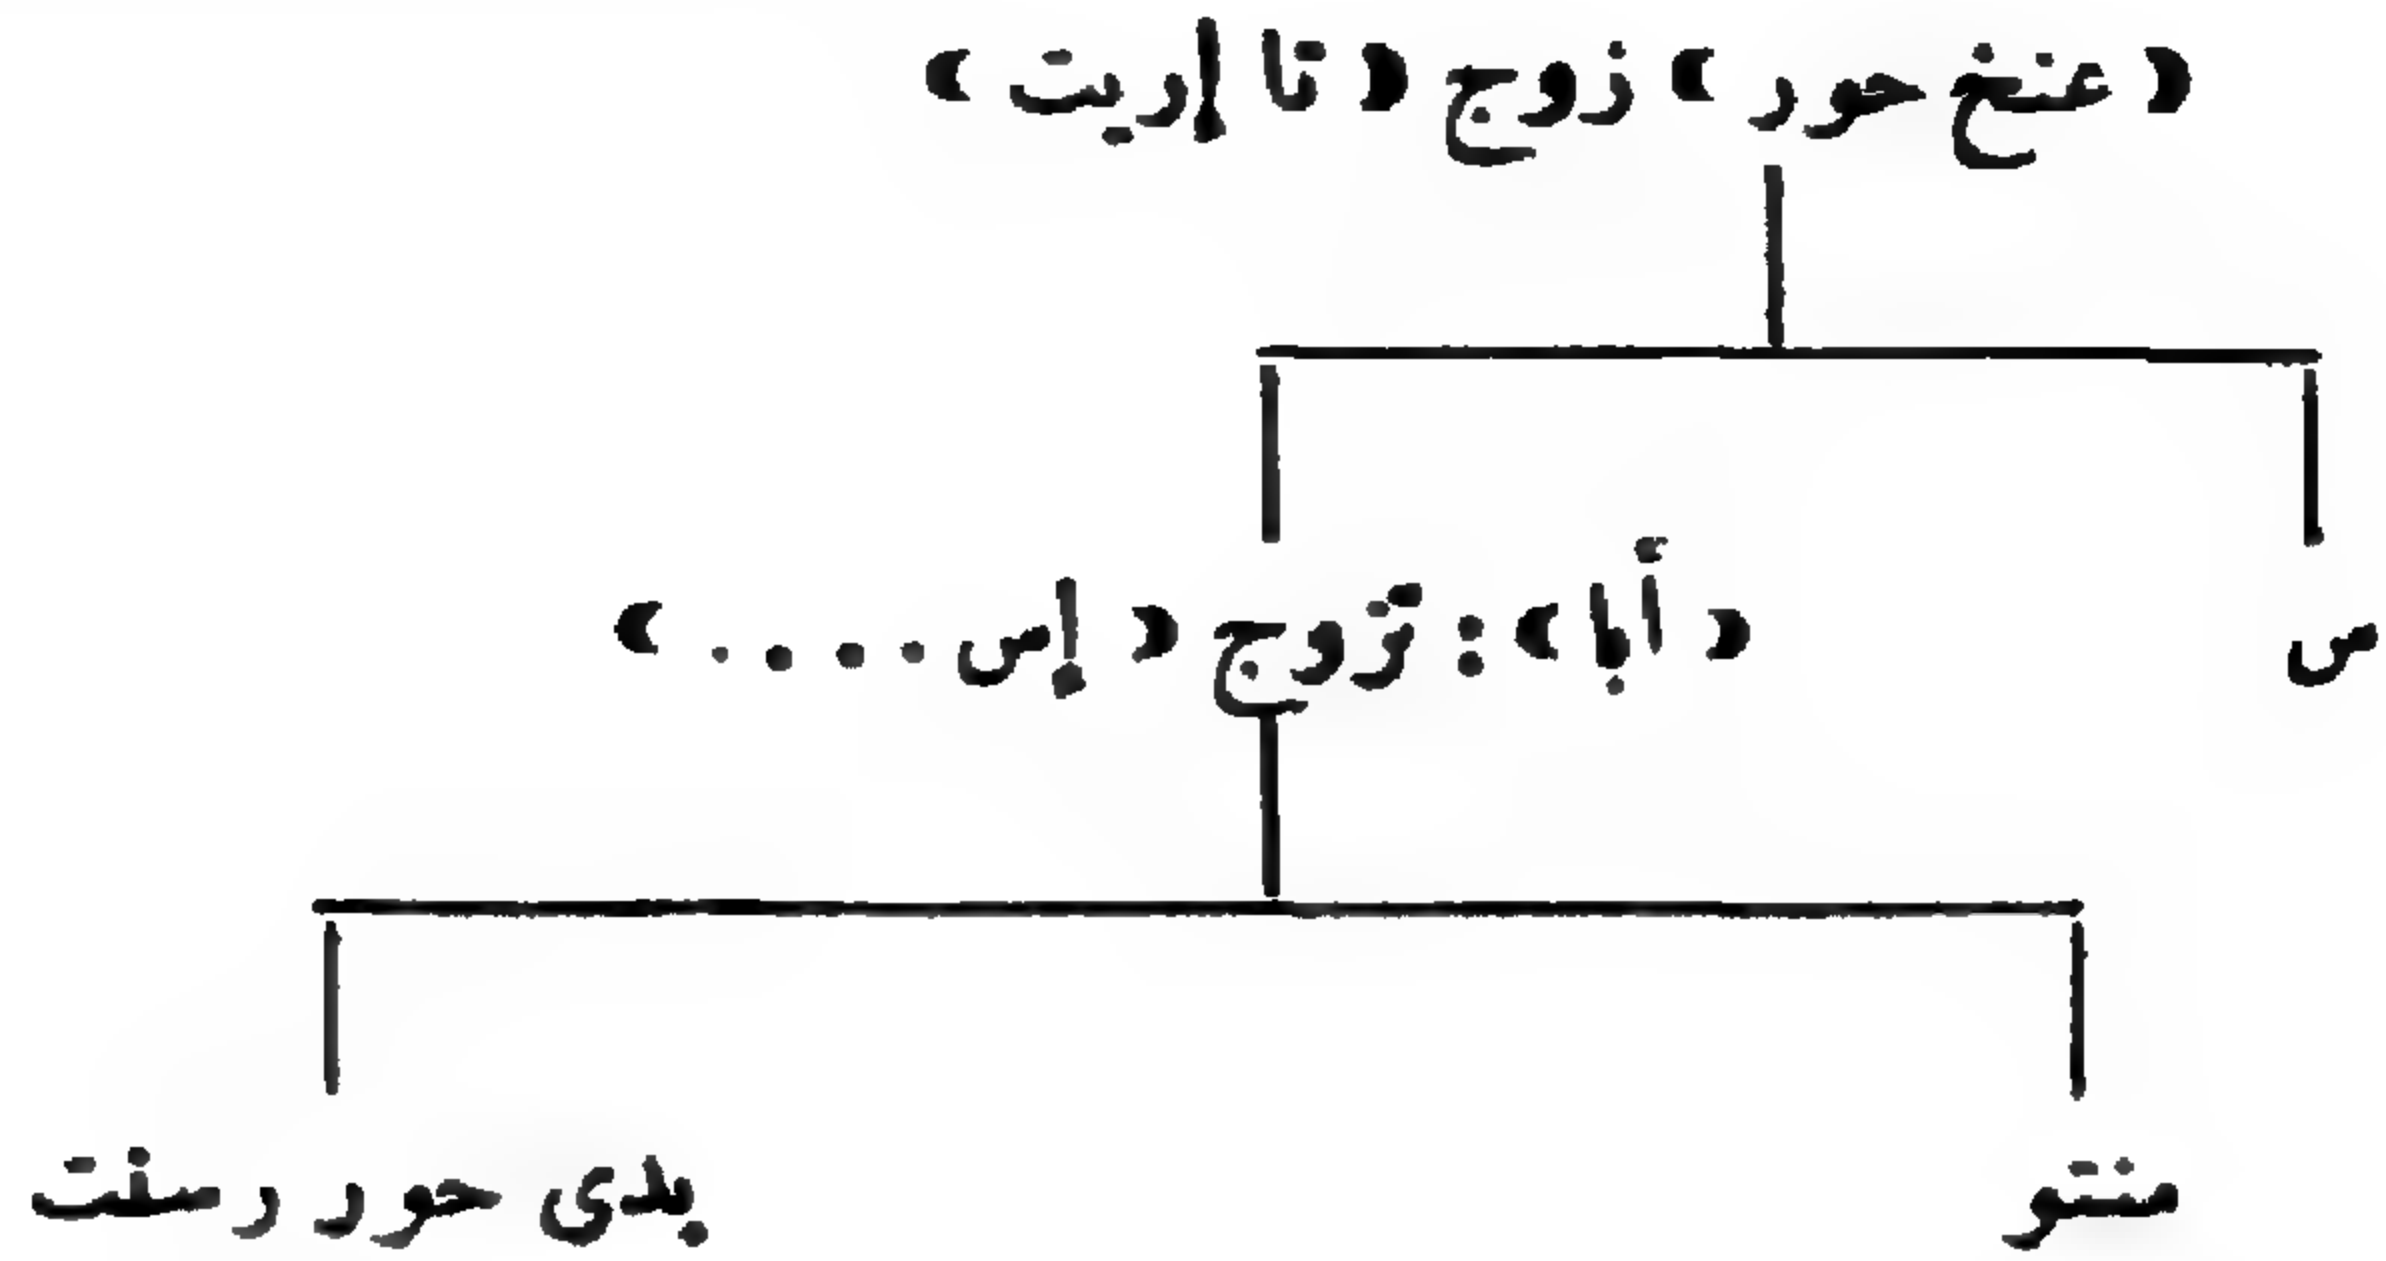 « عنخ حور » زوج « تا إريت »
ص
« أبا » : تزوج « إس . . . . »
منتو
بدى حور رسنت